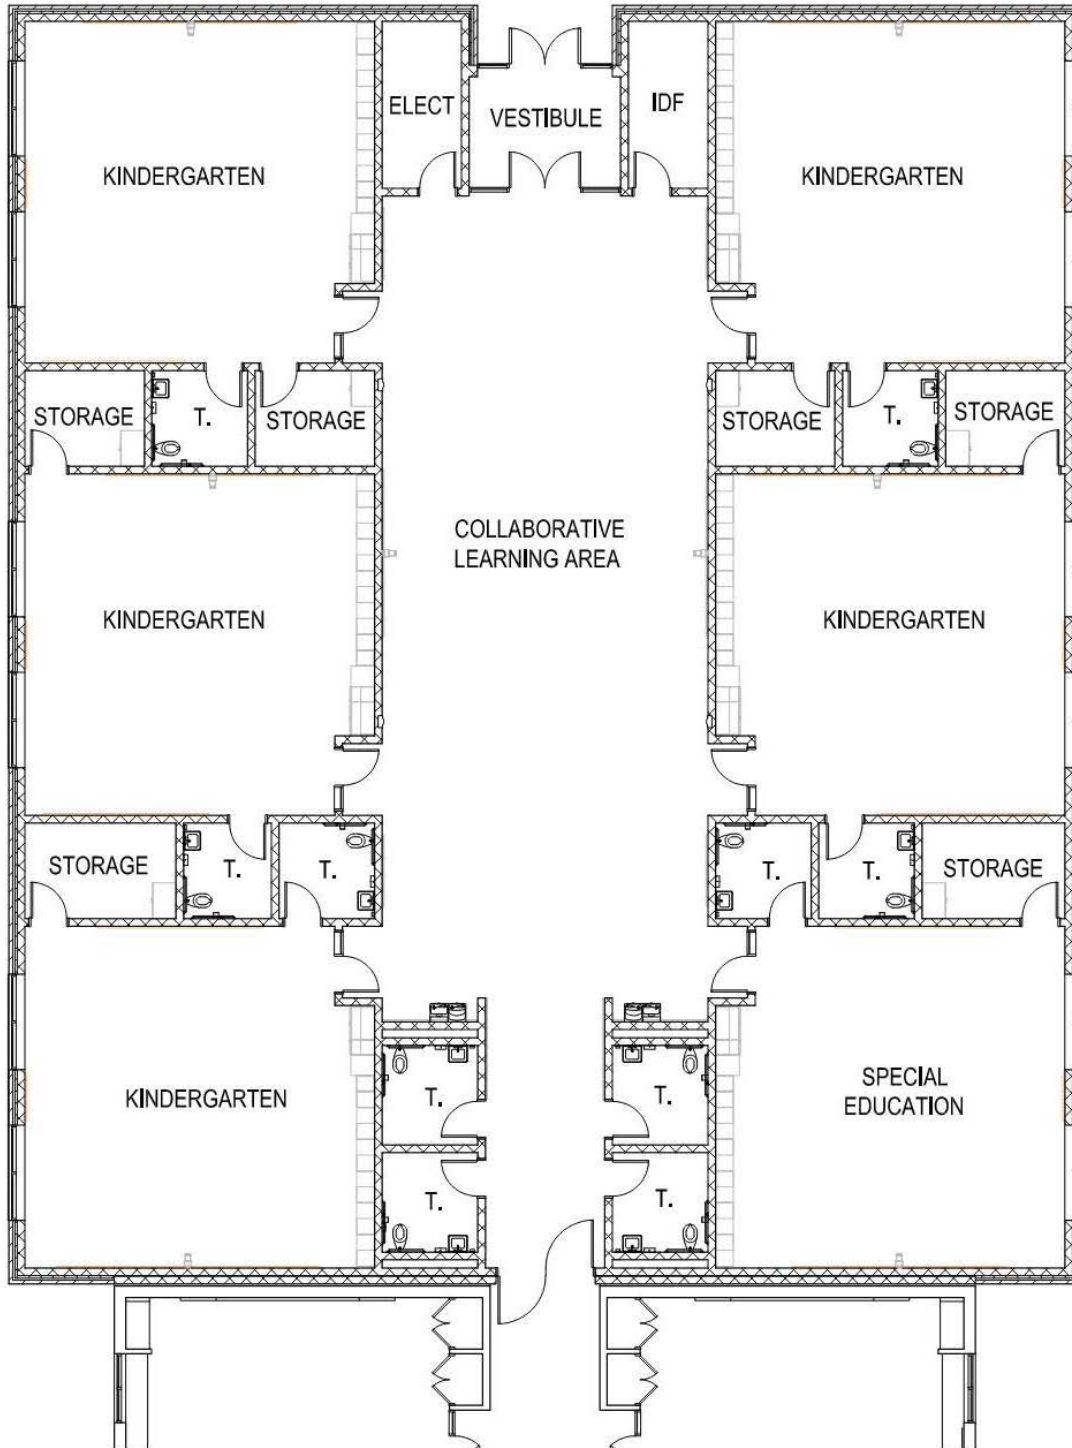 ELECT
VESTIBULE
IDF
KINDERGARTEN
KINDERGARTEN
STORAGE
T.
STORAGE
STORAGE
T.
STORAGE
COLLABORATIVE
LEARNING AREA
KINDERGARTEN
KINDERGARTEN
STORAGE
T.
T.
T.
T.
STORAGE
KINDERGARTEN
SPECIAL
EDUCATION
T.
T.
T.
T.